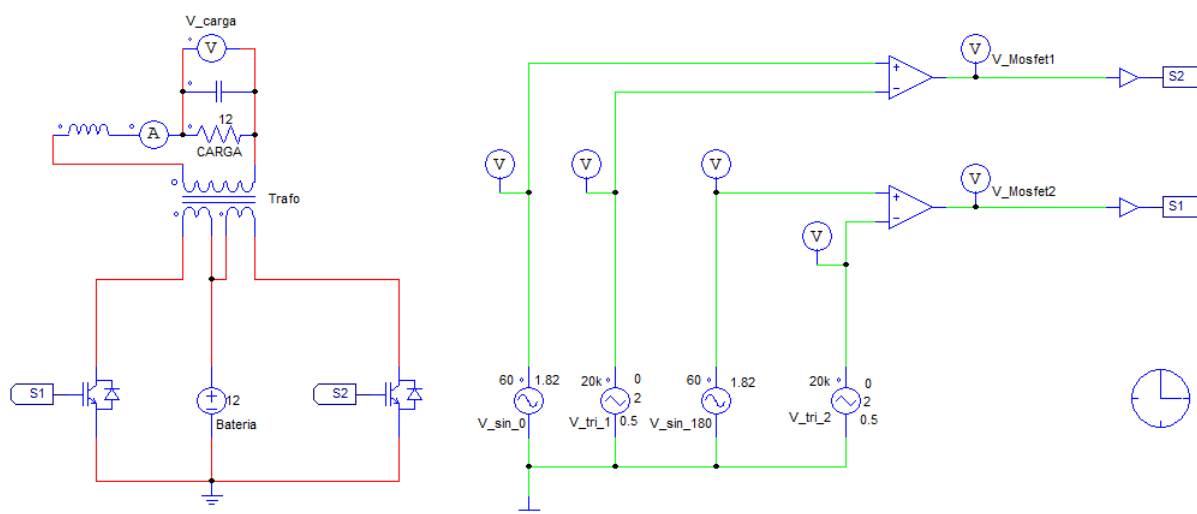 V_carga
V
V
V_Mosfet1
S2
12
A
CARGA
V
V
V
V
V_Mosfet2
S1
Trafo
V
60
1.82
20k
0
2
0.5
60
1.82
20k
0
2
0.5
S1
12
S2
Bateria
V_sin_0
V_tri_1
V_sin_180
V_tri_2